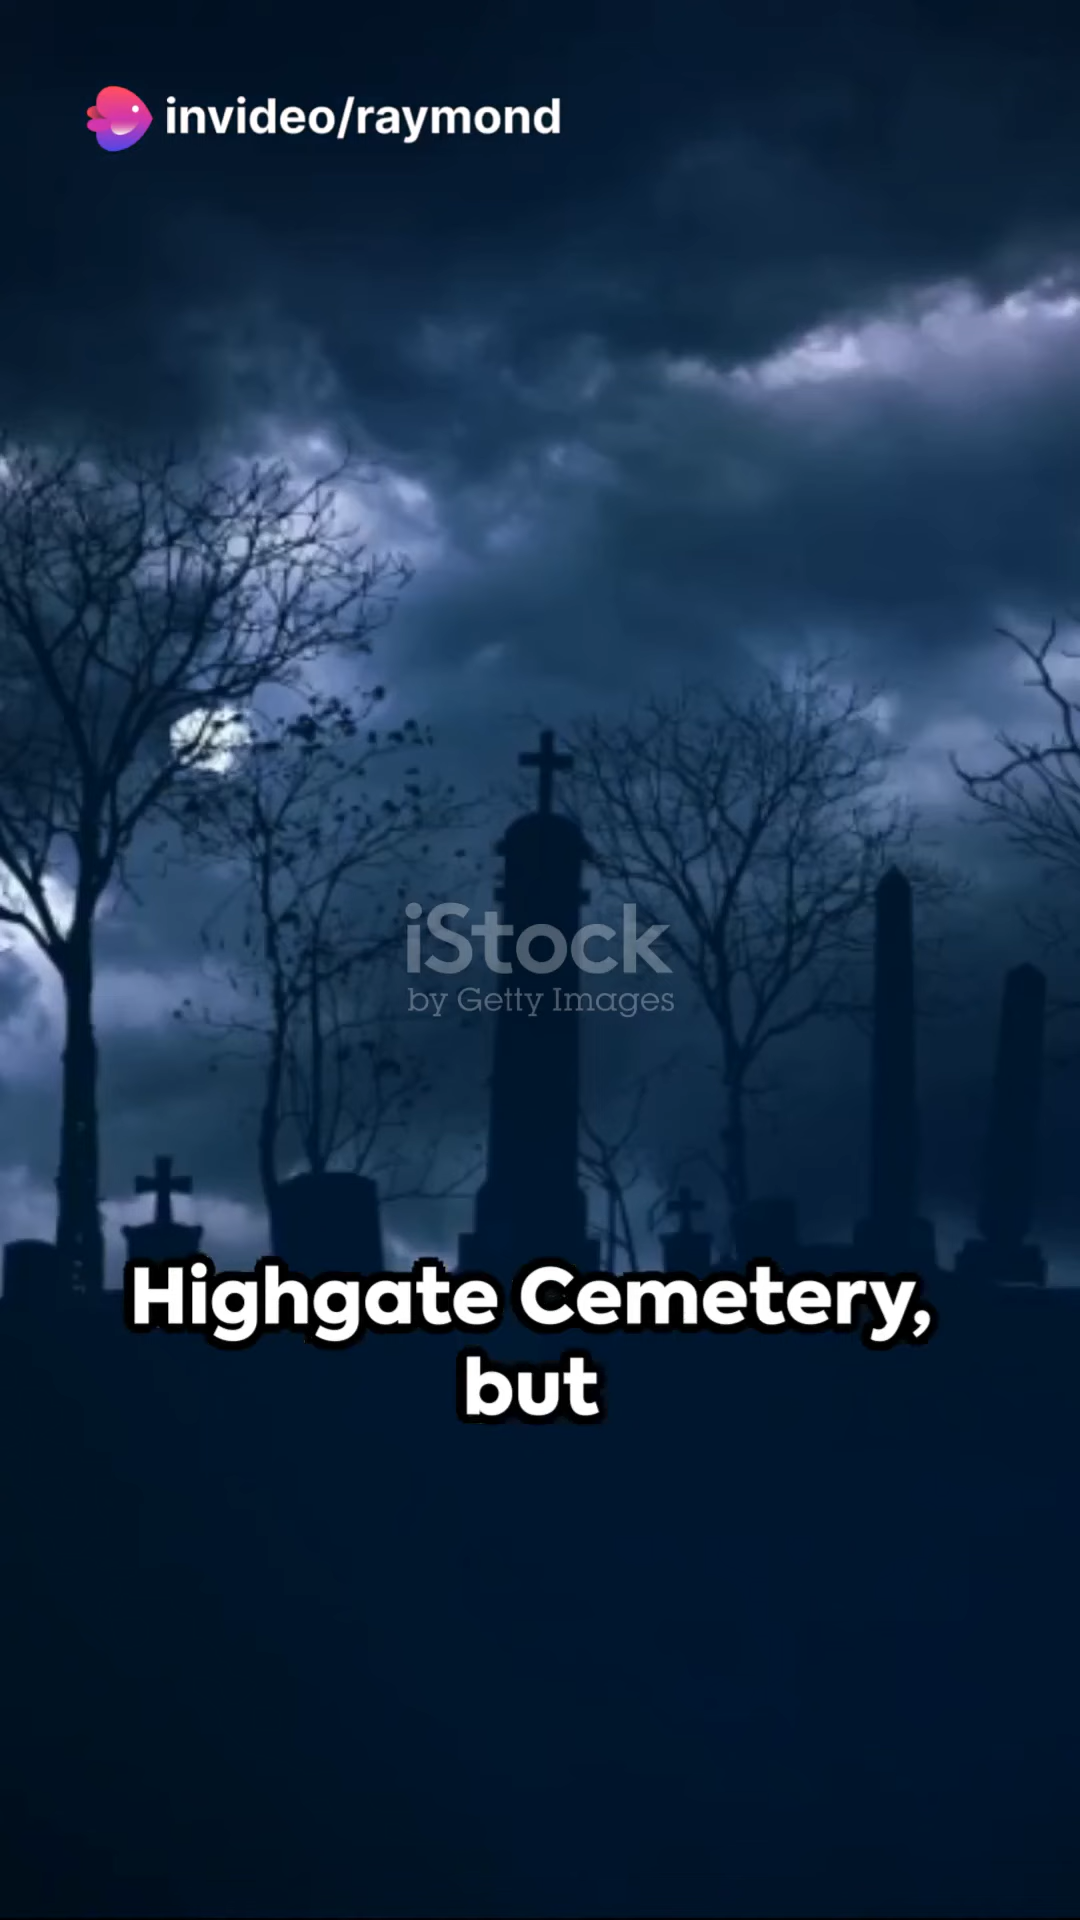 invideo/raymond
iStock
by Getty Images
Highgate Cemetery,
but